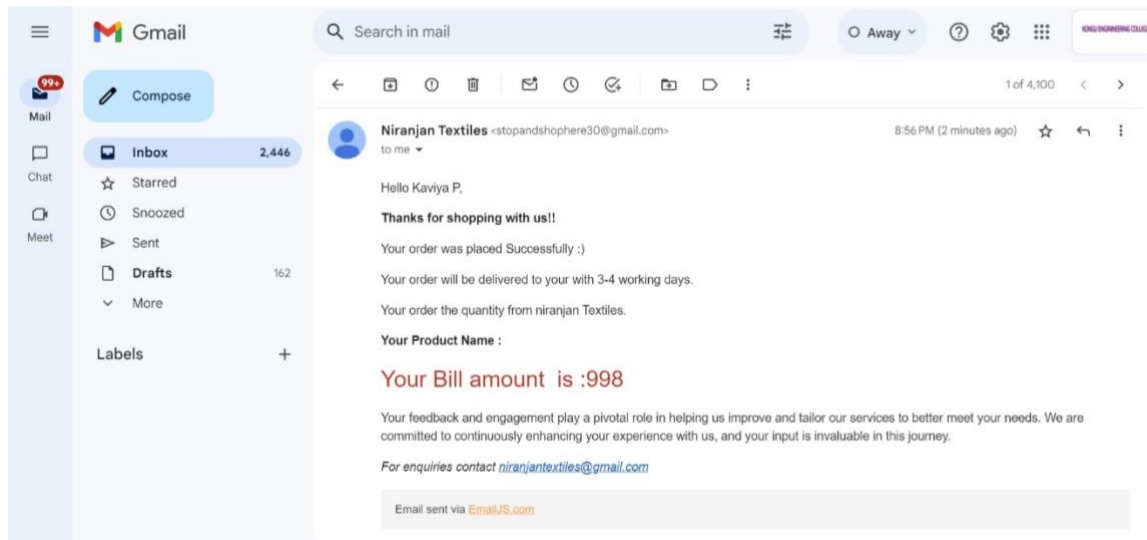 Gmail
Search in mail
Away
KONGU ENGINEERING COLLEGE
99+
Mail
Chat
Meet
Compose
Inbox 2,446
Starred
Snoozed
Sent
Drafts 162
More
Labels
1 of 4,100
Niranjan Textiles <stopandshophere30@gmail.com> 8:56 PM (2 minutes ago)
to me
Hello Kaviya P,
Thanks for shopping with us!!
Your order was placed Successfully :)
Your order will be delivered to your with 3-4 working days.
Your order the quantity from niranjan Textiles.
Your Product Name :
Your Bill amount is :998
Your feedback and engagement play a pivotal role in helping us improve and tailor our services to better meet your needs. We are
committed to continuously enhancing your experience with us, and your input is invaluable in this journey.
For enquiries contact niranjantextiles@gmail.com
Email sent via EmailJS.com